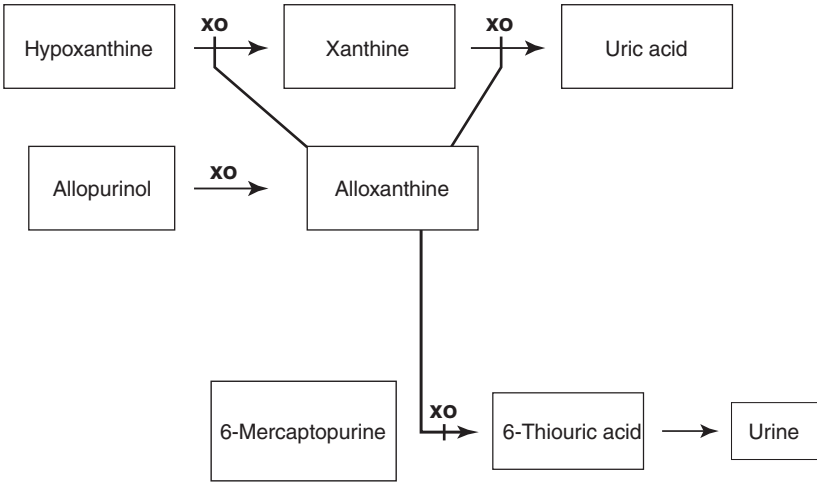 XO XO
Hypoxanthine Xanthine Uric acid
XO
Allopurinol Alloxanthine
XO
6-Mercaptopurine 6-Thiouric acid Urine